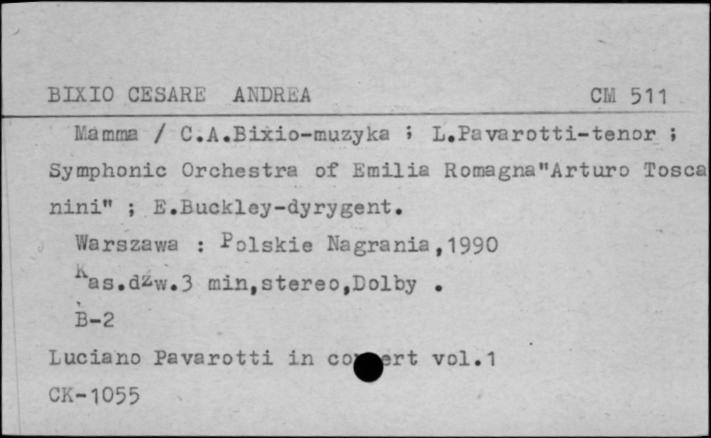 BIXIO CESARE ANDREA CM 511
Mamma / C.A.Bixio-muzyka ; L.Pavarotti-tenor ;
Symphonic Orchestra of Emilia Romagna"Arturo Tosca
nini" ; E.Buckley-dyrygent.
Warszawa : Polskie Nagrania,1990
Kas.dźw.3 min,stereo,Dolby .
B-2
Luciano Pavarotti in vol.1
CK-1055